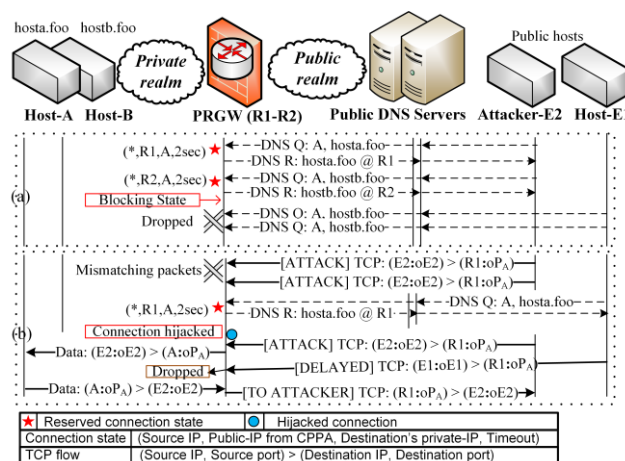 hosta.foo hostb.foo
Private realm
Public realm
Public hosts
Host-A Host-B PRGW (R1-R2) Public DNS Servers Attacker-E2 Host-E1
(a)
(*,R1,A,2sec)
DNS Q: A, hosta.foo
DNS R: hosta.foo @ R1
(*,R2,A,2sec)
DNS Q: A, hostb.foo
DNS R: hostb.foo @ R2
Blocking State
Dropped
DNS Q: A, hostb.foo
DNS Q: A, hostb.foo
(b)
Mismatching packets
[ATTACK] TCP: (E2:oE2) > (R1:oPA)
[ATTACK] TCP: (E2:oE2) > (R1:oPA)
(*,R1,A,2sec)
DNS Q: A, hosta.foo
DNS R: hosta.foo @ R1
Connection hijacked
[ATTACK] TCP: (E2:oE2) > (R1:oPA)
Data: (E2:oE2) > (A:oPA)
Dropped
[DELAYED] TCP: (E1:oE1) > (R1:oPA)
Data: (A:oPA) > (E2:oE2)
[TO ATTACKER] TCP: (R1:oPA) > (E2:oE2)
Reserved connection state Hijacked connection
Connection state (Source IP, Public-IP from CPPA, Destination's private-IP, Timeout)
TCP flow (Source IP, Source port) > (Destination IP, Destination port)